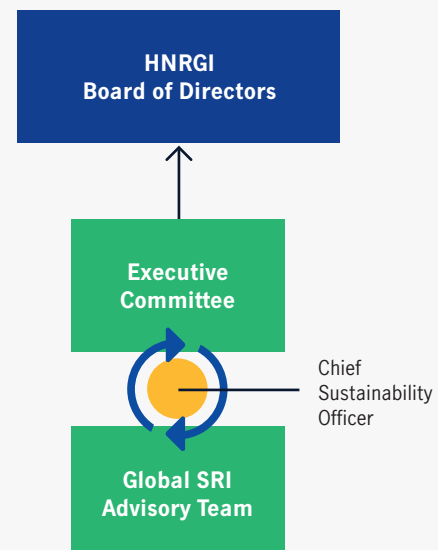 HNRGI
Board of Directors
Executive
Committee
Chief
Sustainability
Officer
Global SRI
Advisory Team